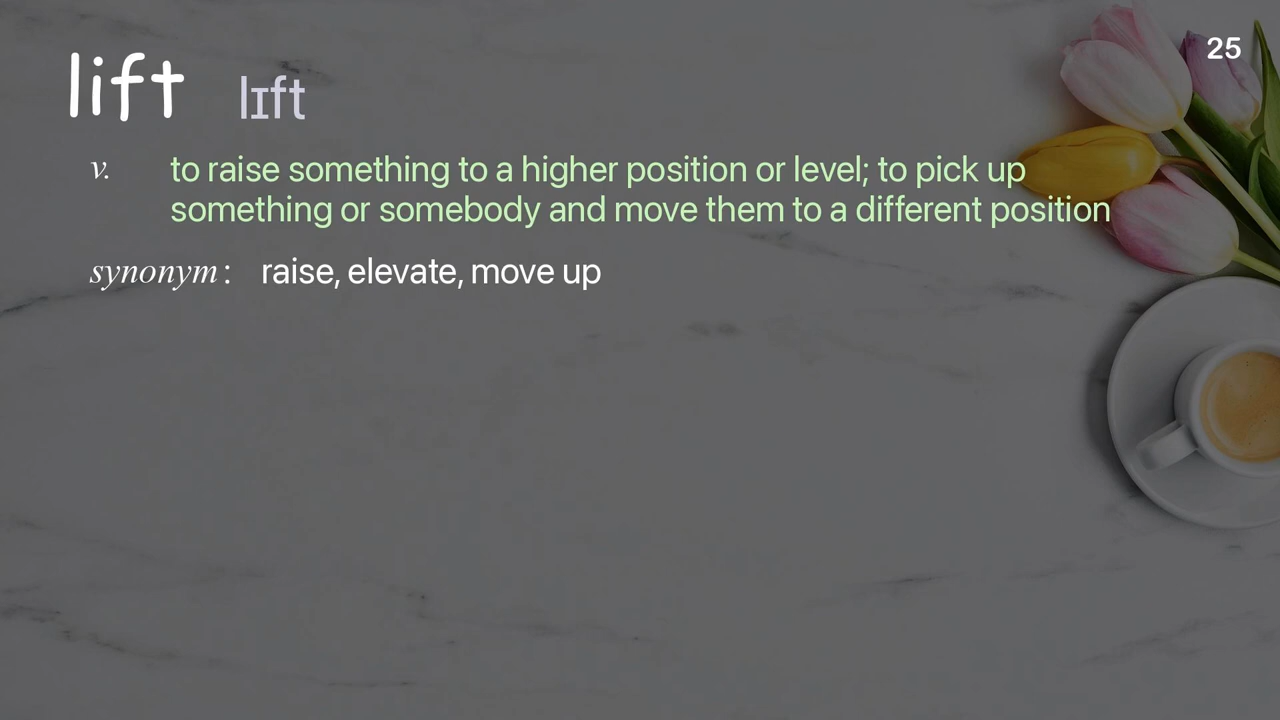 25
lift lɪft
v. to raise something to a higher position or level; to pick up
something or somebody and move them to a different position
synonym: raise, elevate, move up